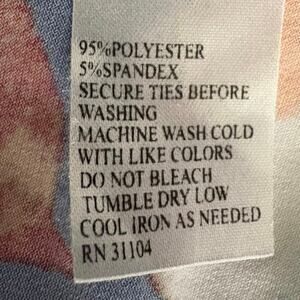 95%POLYESTER
5%SPANDEX
SECURE TIES BEFORE
WASHING
MACHINE WASH COLD
WITH LIKE COLORS
DO NOT BLEACH
TUMBLE DRY LOW
COOL IRON AS NEEDED
RN 31104